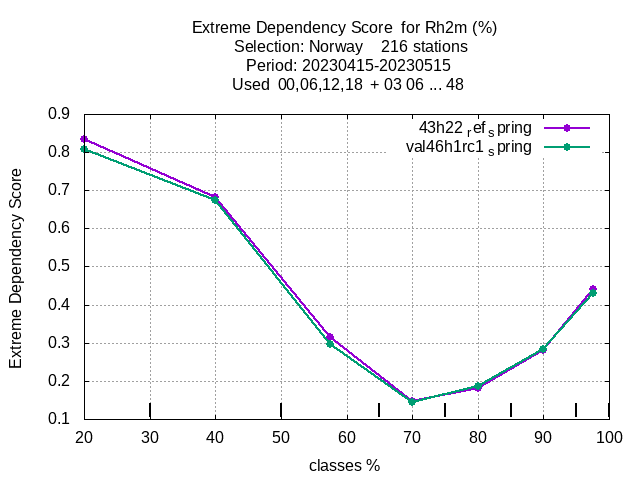 Extreme Dependency Score  for Rh2m (%)
Selection: Norway    216 stations
Period: 20230415-20230515
Used  00,06,12,18  + 03 06 ... 48
43h22 ref spring
val46h1rc1 spring
Extreme Dependency Score
0.9
0.8
0.7
0.6
0.5
0.4
0.3
0.2
0.1
20 30 40 50 60 70 80 90 100
classes %